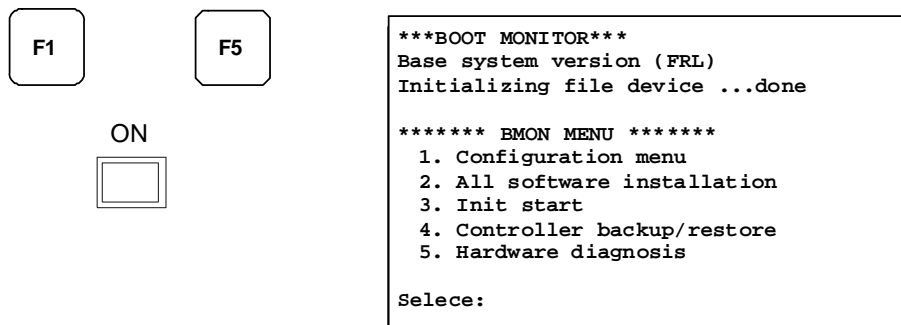 F1
F5
ON
***BOOT MONITOR***
Base system version (FRL)
Initializing file device ...done
******* BMON MENU *******
1. Configuration menu
2. All software installation
3. Init start
4. Controller backup/restore
5. Hardware diagnosis
Selece: